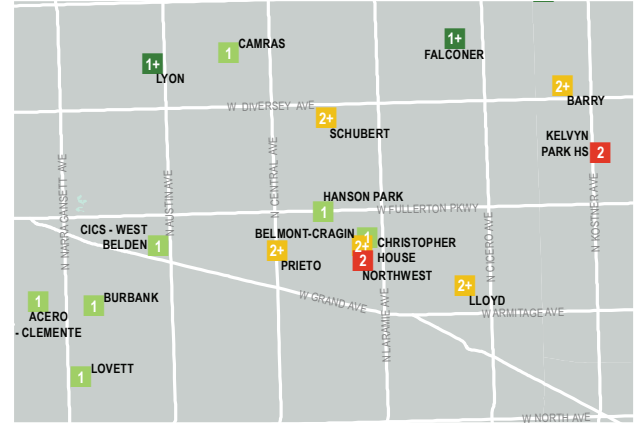 CAMRAS
1
1+
LYON
1+
FALCONER
2+
BARRY
W DIVERSEY AVE
2+
SCHUBERT
KELVYN
PARK HS
2
N NARRAGANSETT AVE
N AUSTIN AVE
N CENTRAL AVE
N CICERO AVE
N KOSTNER AVE
HANSON PARK
1
W FULLERTON PKWY
CICS - WEST
BELDEN
1
BELMONT-CRAGIN
1
2+
CHRISTOPHER
HOUSE
2
NORTHWEST
2+
PRIETO
2+
LLOYD
W GRAND AVE
W ARMITAGE AVE
N LARAMIE AVE
1
ACERO
- CLEMENTE
1
BURBANK
1
LOVETT
W NORTH AVE